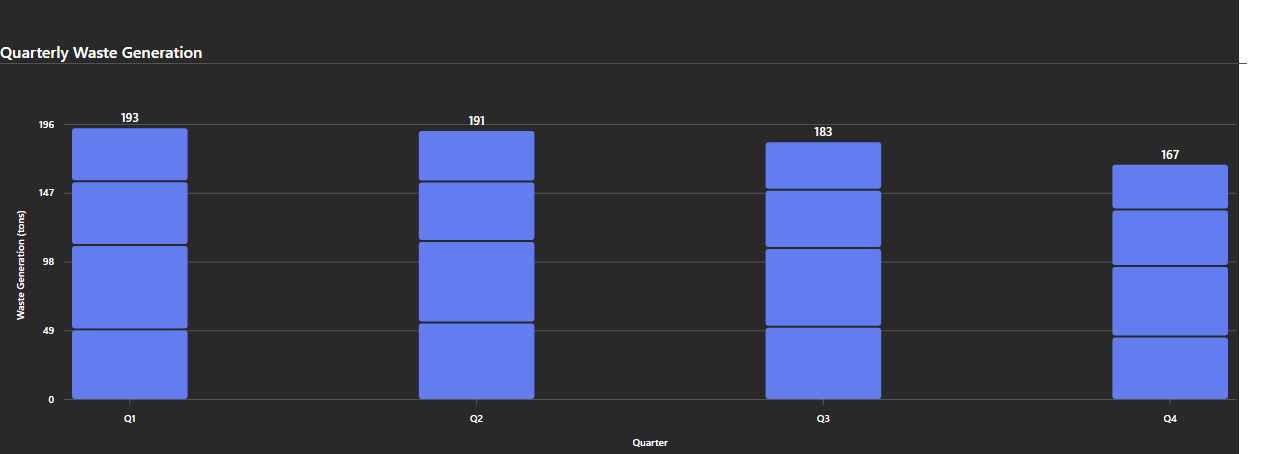 Quarterly Waste Generation
193
191
183
167
196
147
98
49
0
Waste Generation (tons)
Q1
Q2
Q3
Q4
Quarter